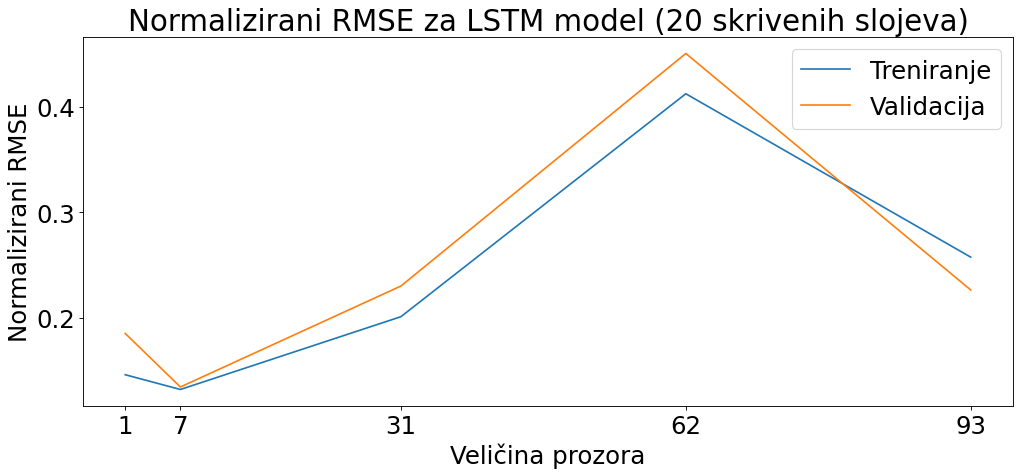 Normalizirani RMSE za LSTM model (20 skrivenih slojeva)
Treniranje
Validacija
Normalizirani RMSE
0.4
0.3
0.2
1 7 31 62 93
Veličina prozora